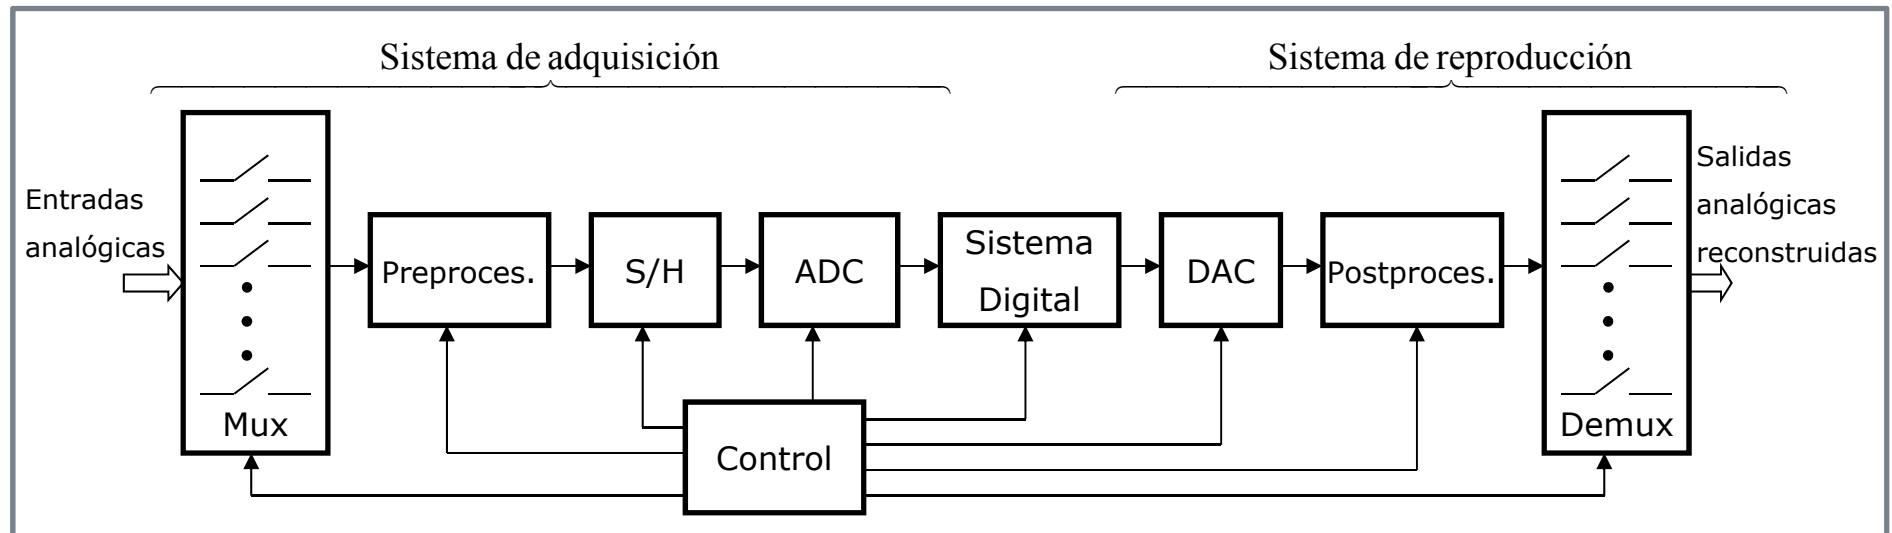 Sistema de adquisición
Sistema de reproducción
Entradas
analógicas
Mux
Preproces.
S/H
ADC
Sistema
Digital
DAC
Postproces.
Demux
Salidas
analógicas
reconstruidas
Control